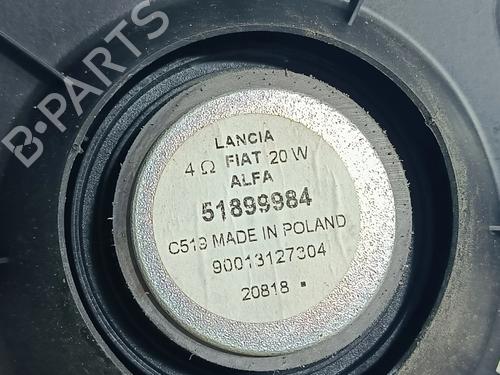 B-PARTS
LANCIA
4 Ω FIAT 20 W
ALFA
51899984
C519 MADE IN POLAND
90013127304
20818